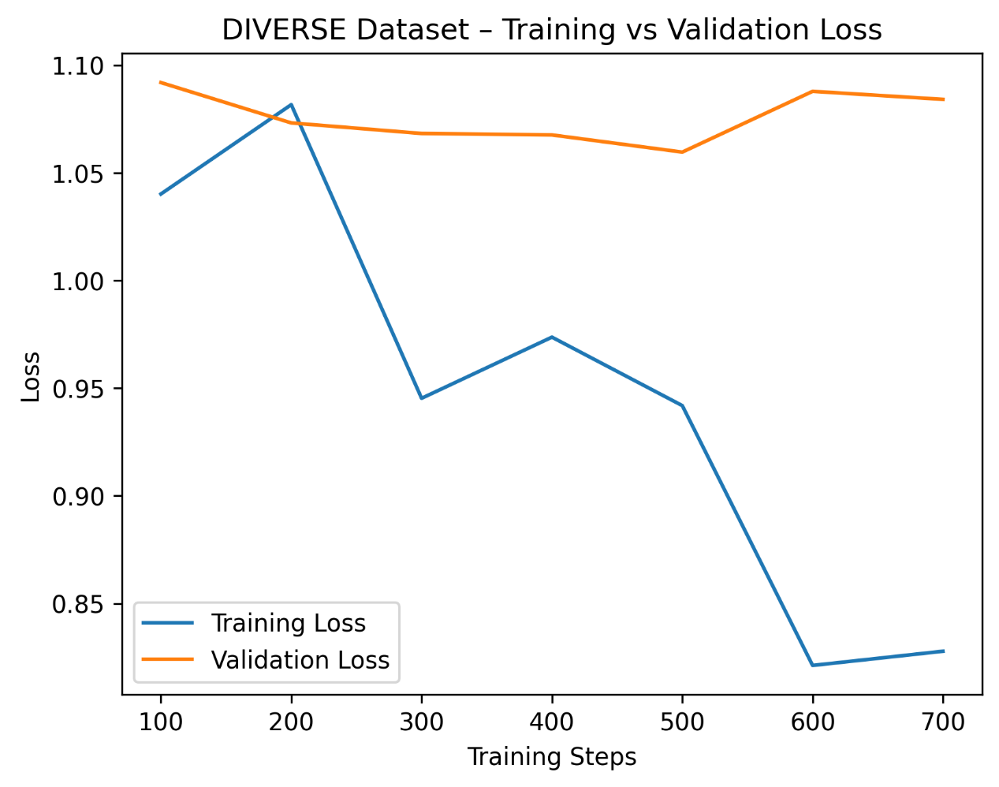 DIVERSE Dataset – Training vs Validation Loss
1.10
1.05
1.00
0.95
0.90
0.85
Loss
Training Loss
Validation Loss
100 200 300 400 500 600 700
Training Steps